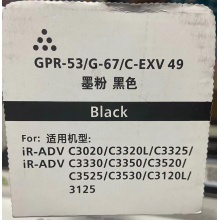 GPR-53/G-67/C-EXV 49
墨粉 黑色
Black
For: 适用机型:
iR-ADV C3020/C3320L/C3325/
iR-ADV C3330/C3350/C3520/
C3525/C3530/C3120L/
3125